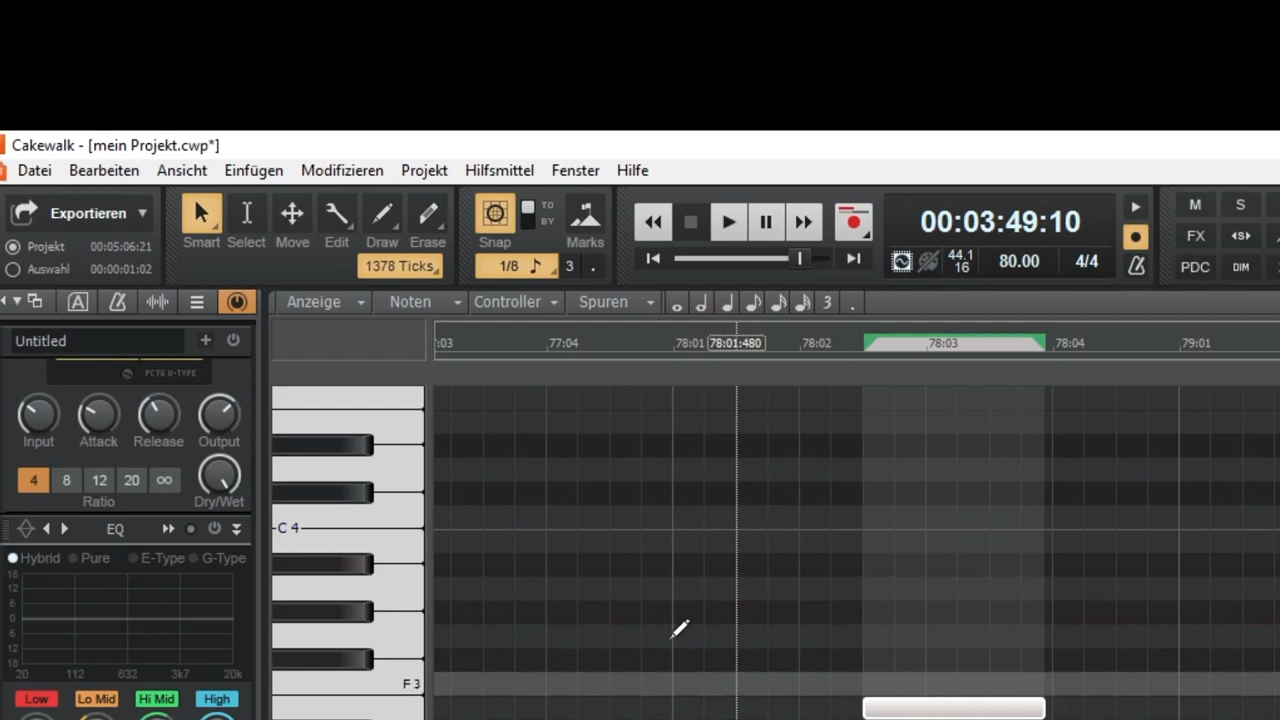 Cakewalk - [mein Projekt.cwp*]
Datei Bearbeiten Ansicht Einfügen Modifizieren Projekt Hilfsmittel Fenster Hilfe
Exportieren
Projekt 00:05:06:21
Auswahl 00:00:01:02
Smart Select Move Edit Draw Erase
1378 Ticks
TO
BY
Snap Marks
1/8 3 .
00:03:49:10
44.1
16
80.00 4/4
M S
FX <S>
PDC DIM
A
Anzeige Noten Controller Spuren 3 .
Untitled +
:03 77:04 78:01 78:01:480 78:02 78:03 78:04 79:01
PC76 U-TYPE
Input Attack Release Output
4 8 12 20 ∞
Ratio Dry/Wet
EQ
C 4
Hybrid Pure E-Type G-Type
18
12
6
0
6
12
18
20 112 632 3k7 20k
F 3
Low Lo Mid Hi Mid High